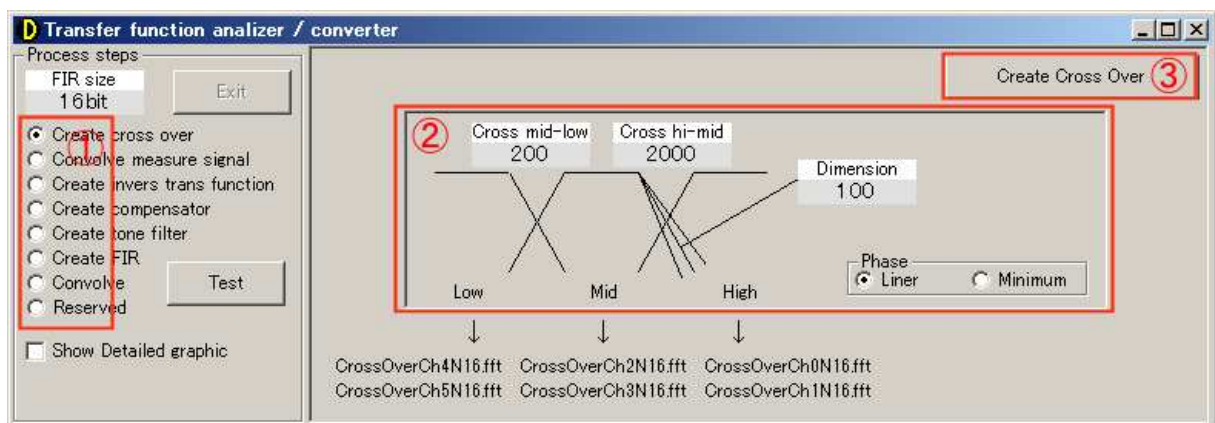 D Transfer function analizer / converter
Process steps
FIR size
16bit
Exit
Create cross over
Convolve measure signal
Create invers trans function
Create compensator
Create tone filter
Create FIR
Convolve
Reserved
Test
Show Detailed graphic
①
Create Cross Over ③
②
Cross mid-low
200
Cross hi-mid
2000
Dimension
100
Phase
Liner
Minimum
Low Mid High
↓ ↓ ↓
CrossOverCh4N16.fft CrossOverCh2N16.fft CrossOverCh0N16.fft
CrossOverCh5N16.fft CrossOverCh3N16.fft CrossOverCh1N16.fft